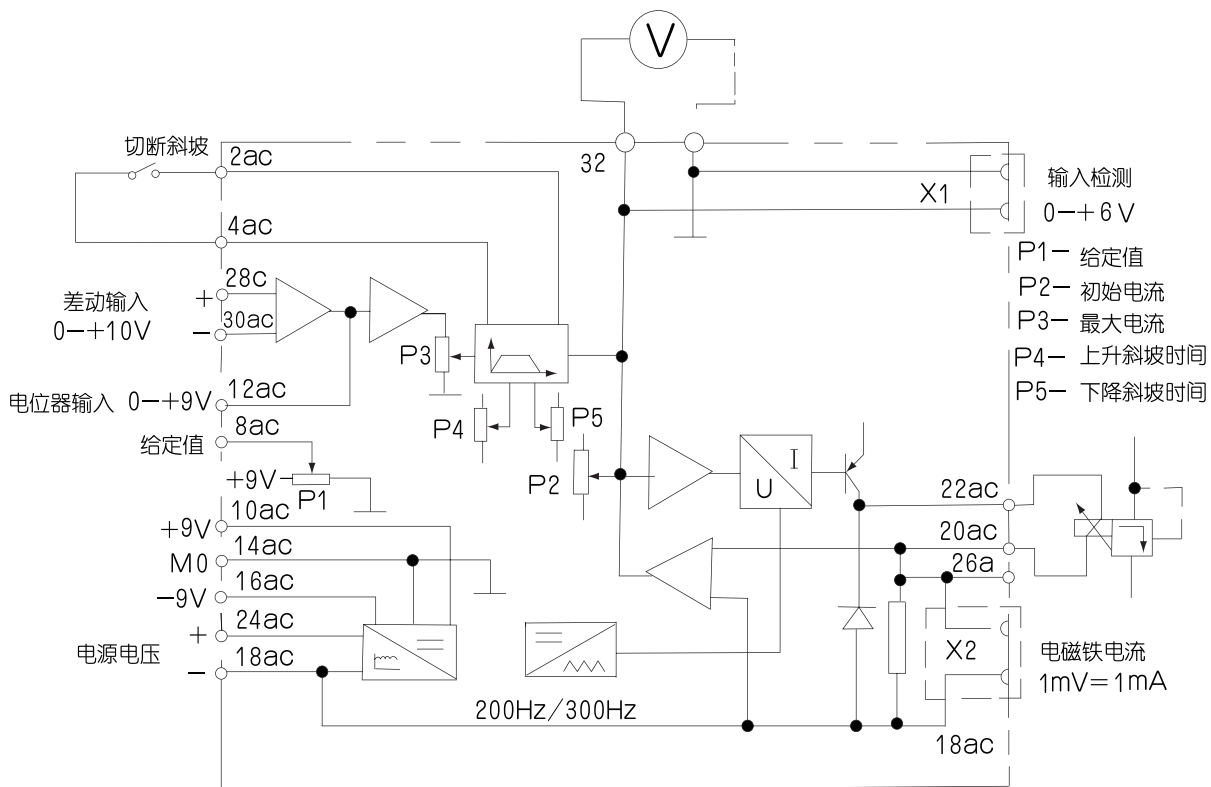 V
切断斜坡
2ac
32
X1
输入检测
0—+6V
4ac
P1— 给定值
28c
差动输入
+
0—+10V
30ac
—
P2— 初始电流
P3— 最大电流
P3
P4— 上升斜坡时间
12ac
电位器输入 0—+9V
P5— 下降斜坡时间
8ac
给定值
P4
P5
+9V
P1
P2
I
U
10ac
+9V
22ac
14ac
M0
20ac
16ac
—9V
26a
24ac
+
电源电压
18ac
—
X2
电磁铁电流
1mV=1mA
200Hz/300Hz
18ac